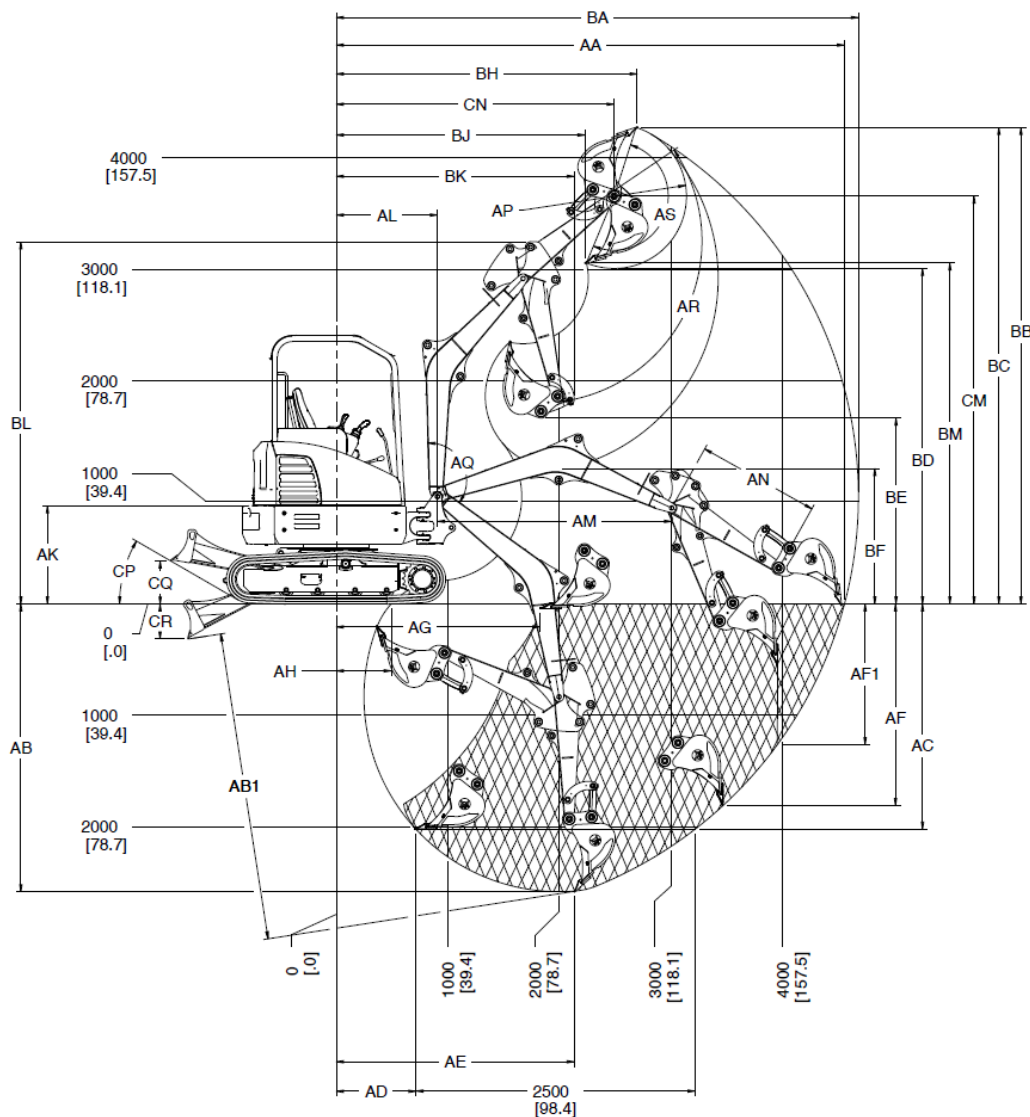 BA
AA
BH
CN
BJ
4000
[157.5]
BK
AL
AP
AS
3000
[118.1]
AR
BB
BC
CM
BM
BD
2000
[78.7]
BL
BE
AQ
AN
1000
[39.4]
BF
AM
AK
CP
CQ
CR
0
[.0]
AG
AH
AF1
AF
AC
1000
[39.4]
AB
AB1
2000
[78.7]
0
[.0]
1000
[39.4]
2000
[78.7]
3000
[118.1]
4000
[157.5]
AE
AD
2500
[98.4]